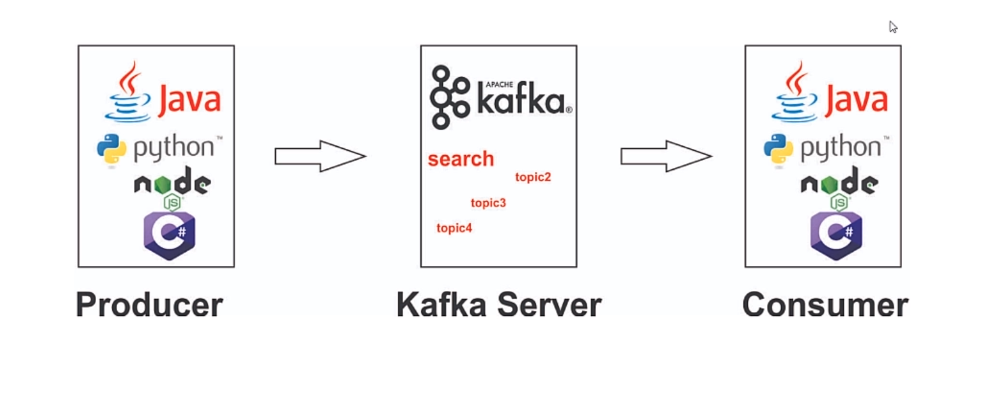 Java
python™
node
JS
C#
Producer
APACHE
kafka®
search
topic2
topic3
topic4
Kafka Server
Java
python™
node
JS
C#
Consumer